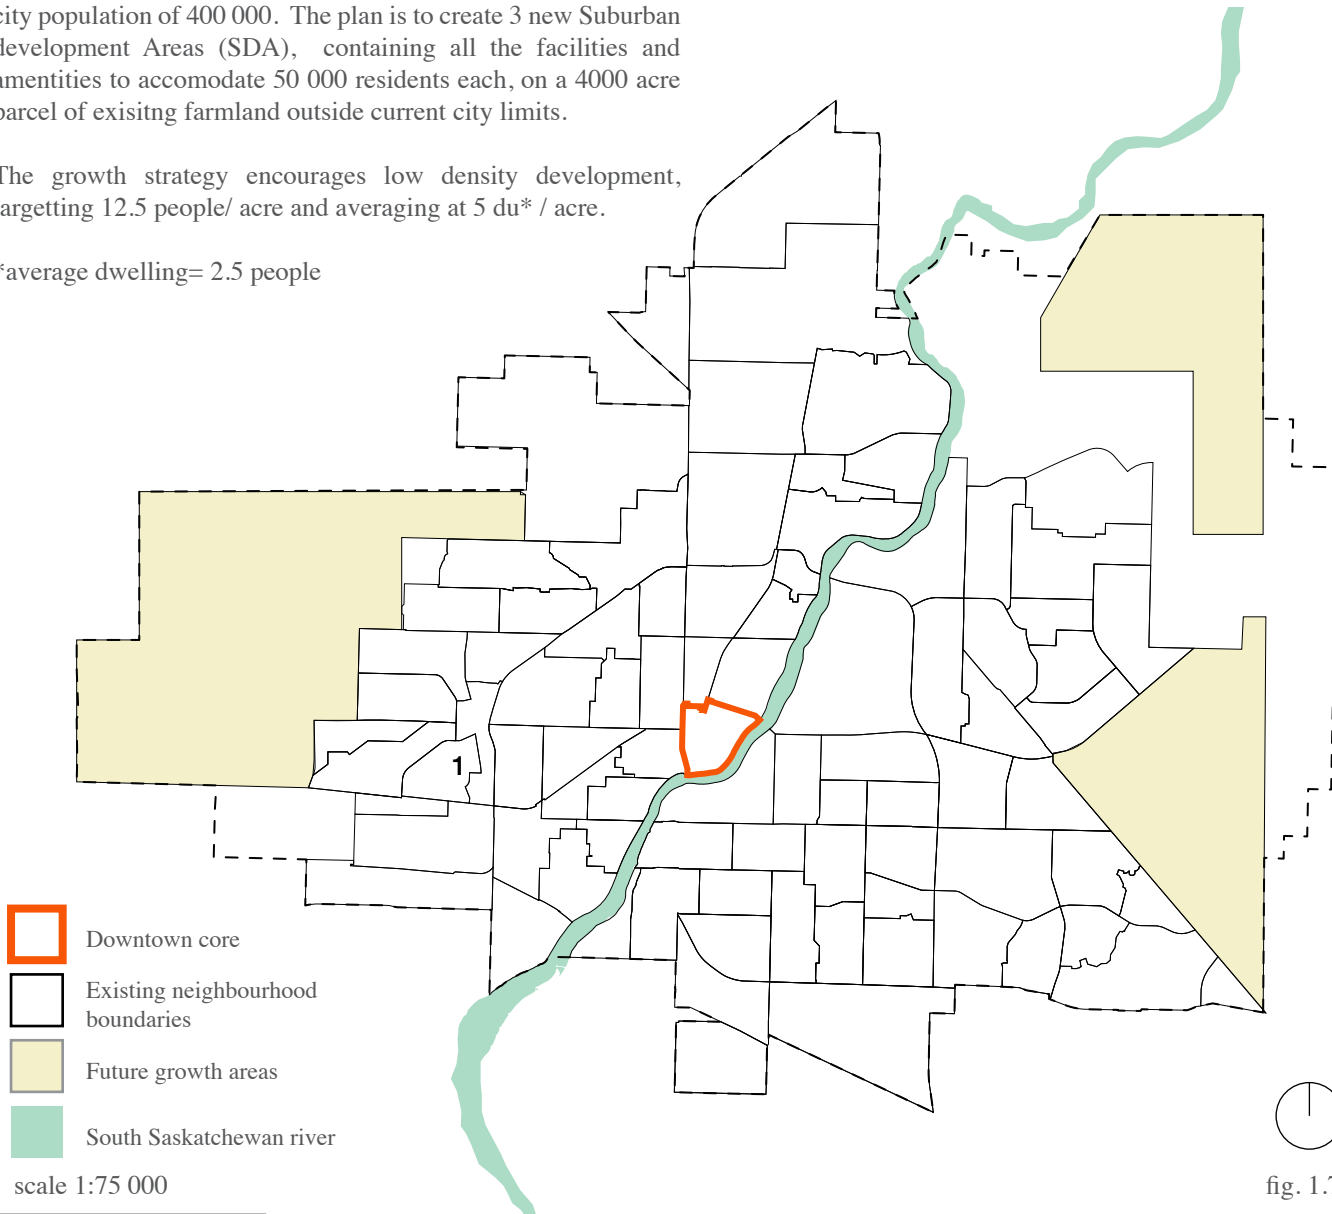 city population of 400 000. The plan is to create 3 new Suburban
development Areas (SDA), containing all the facilities and
amentities to accomodate 50 000 residents each, on a 4000 acre
parcel of exisitng farmland outside current city limits.
The growth strategy encourages low density development,
targetting 12.5 people/ acre and averaging at 5 du* / acre.
*average dwelling= 2.5 people
1
Downtown core
Existing neighbourhood
boundaries
Future growth areas
South Saskatchewan river
scale 1:75 000
fig. 1.7